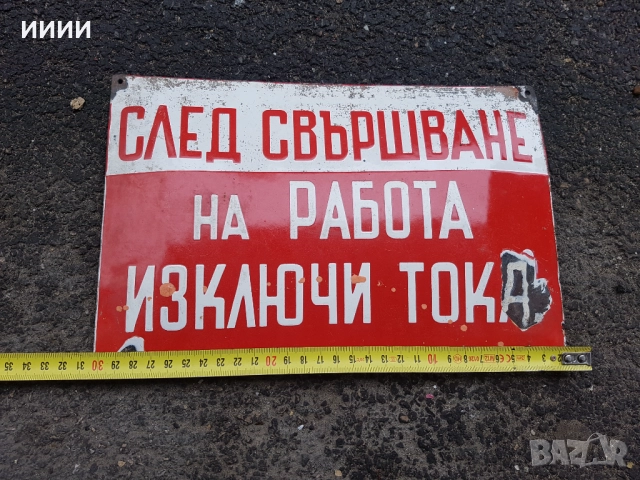 ииии
СЛЕД СВЪРШВАНЕ
НА РАБОТА
ИЗКЛЮЧИ ТОКА
BAZAR